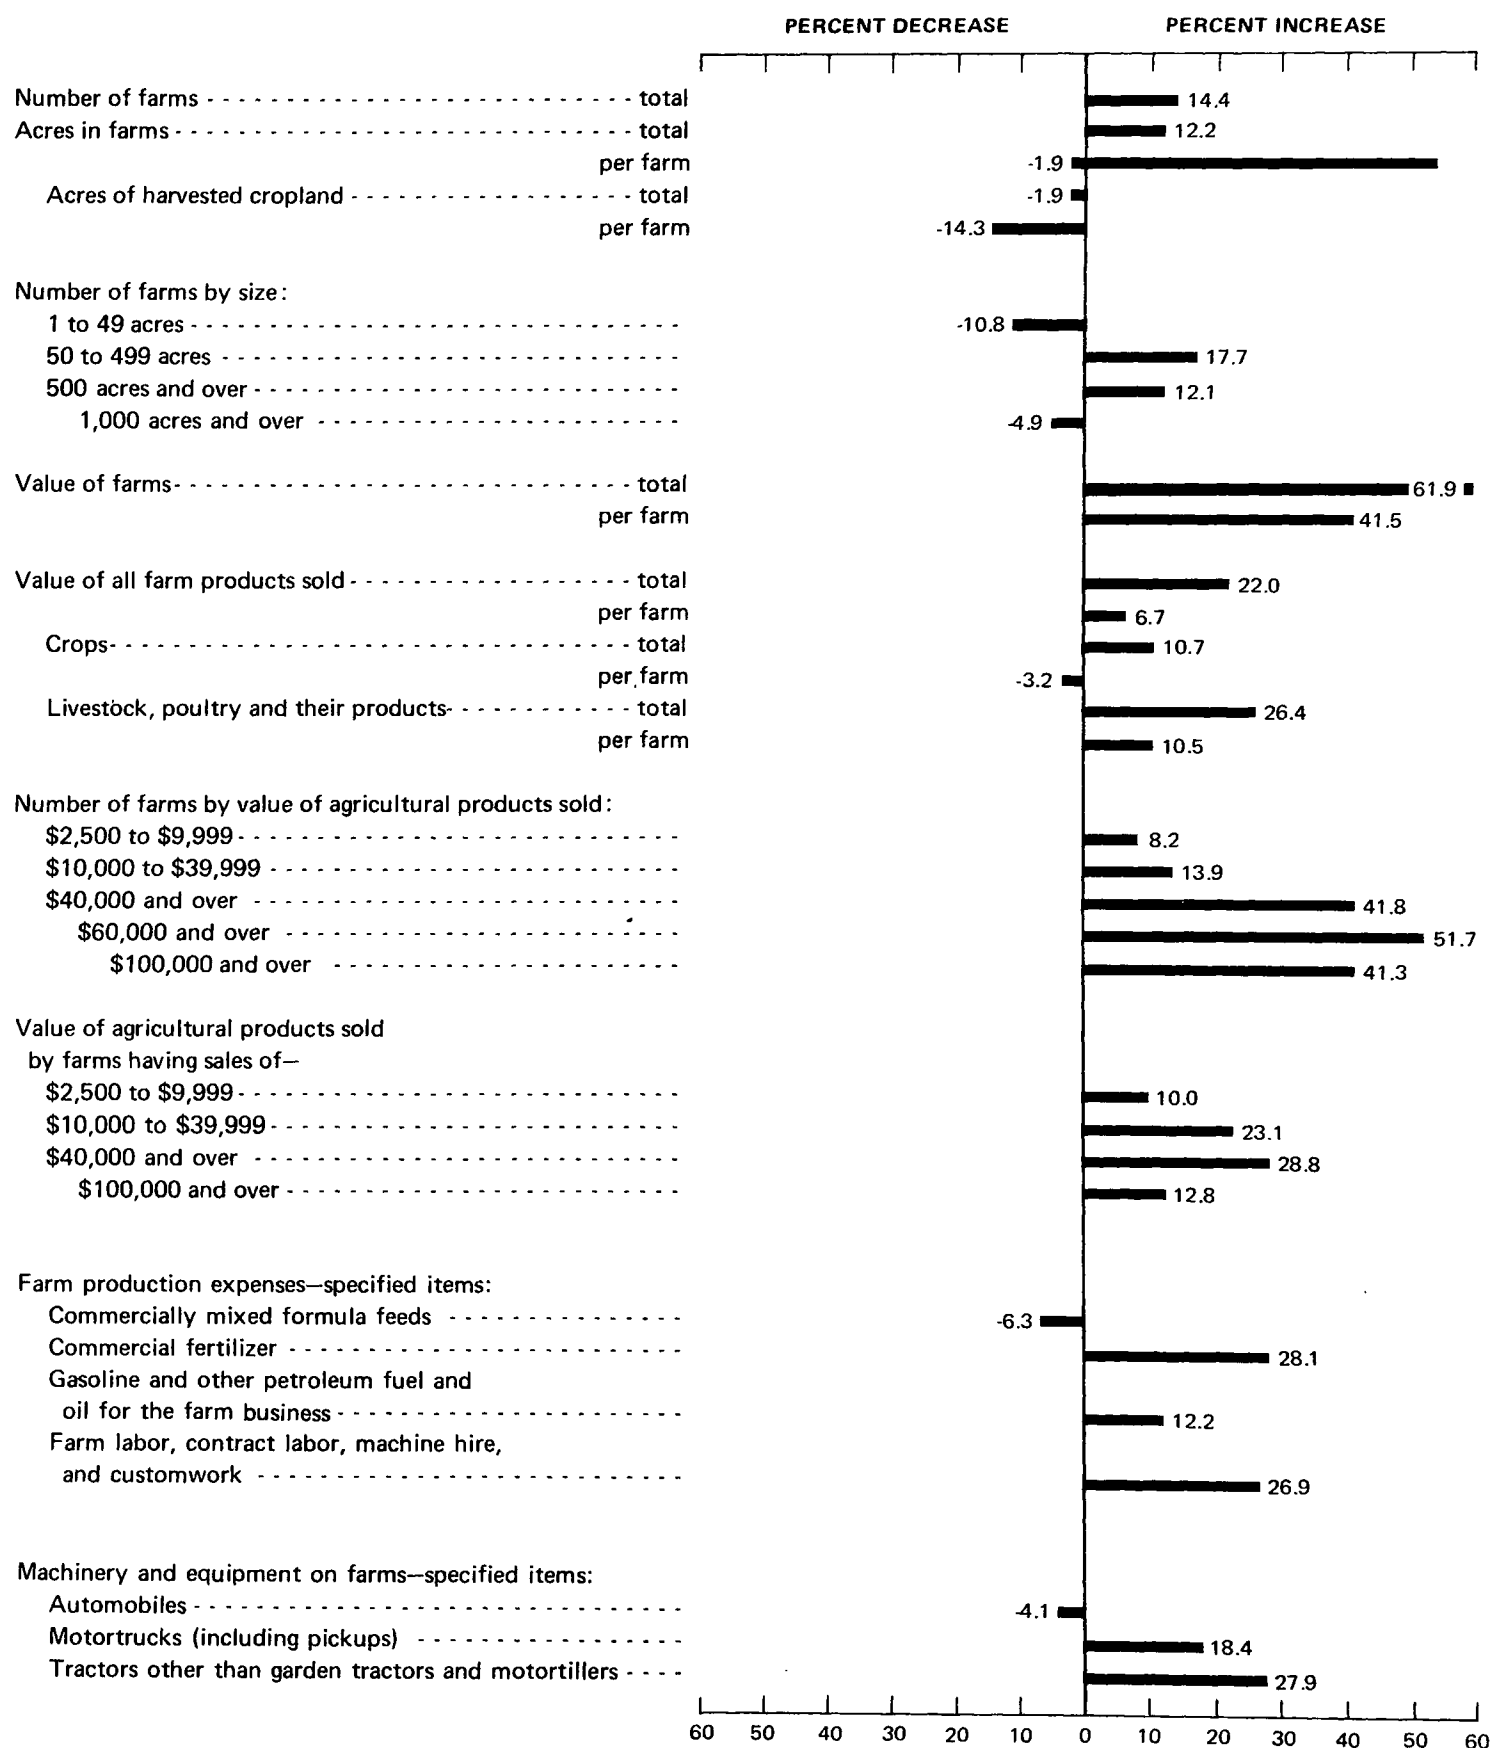 PERCENT DECREASE PERCENT INCREASE
Number of farms - - - - - - - - - - - - - - - - - - - - - - - - - - - total 14.4
Acres in farms - - - - - - - - - - - - - - - - - - - - - - - - - - - - - total 12.2
per farm -1.9
Acres of harvested cropland - - - - - - - - - - - - - - - - - - total -1.9
per farm -14.3
Number of farms by size:
1 to 49 acres - - - - - - - - - - - - - - - - - - - - - - - - - - - - - - - -10.8
50 to 499 acres - - - - - - - - - - - - - - - - - - - - - - - - - - - - - 17.7
500 acres and over - - - - - - - - - - - - - - - - - - - - - - - - - - - 12.1
1,000 acres and over - - - - - - - - - - - - - - - - - - - - - - - -4.9
Value of farms - - - - - - - - - - - - - - - - - - - - - - - - - - - - - total 61.9
per farm 41.5
Value of all farm products sold - - - - - - - - - - - - - - - - - - total 22.0
per farm 6.7
Crops - - - - - - - - - - - - - - - - - - - - - - - - - - - - - - - - - total 10.7
per farm -3.2
Livestock, poultry and their products - - - - - - - - - - - - total 26.4
per farm 10.5
Number of farms by value of agricultural products sold:
$2,500 to $9,999 - - - - - - - - - - - - - - - - - - - - - - - - - - - - 8.2
$10,000 to $39,999 - - - - - - - - - - - - - - - - - - - - - - - - - - 13.9
$40,000 and over - - - - - - - - - - - - - - - - - - - - - - - - - - - 41.8
$60,000 and over - - - - - - - - - - - - - - - - - - - - - - - - - 51.7
$100,000 and over - - - - - - - - - - - - - - - - - - - - - - 41.3
Value of agricultural products sold
by farms having sales of—
$2,500 to $9,999 - - - - - - - - - - - - - - - - - - - - - - - - - - - - 10.0
$10,000 to $39,999 - - - - - - - - - - - - - - - - - - - - - - - - - - 23.1
$40,000 and over - - - - - - - - - - - - - - - - - - - - - - - - - - - 28.8
$100,000 and over - - - - - - - - - - - - - - - - - - - - - - - - - 12.8
Farm production expenses—specified items:
Commercially mixed formula feeds - - - - - - - - - - - - - - - -6.3
Commercial fertilizer - - - - - - - - - - - - - - - - - - - - - - - - - 28.1
Gasoline and other petroleum fuel and
oil for the farm business - - - - - - - - - - - - - - - - - - - - - - 12.2
Farm labor, contract labor, machine hire,
and customwork - - - - - - - - - - - - - - - - - - - - - - - - - - - 26.9
Machinery and equipment on farms—specified items:
Automobiles - - - - - - - - - - - - - - - - - - - - - - - - - - - - - - - -4.1
Motortrucks (including pickups) - - - - - - - - - - - - - - - - - 18.4
Tractors other than garden tractors and motortillers - - - - 27.9
60 50 40 30 20 10 0 10 20 30 40 50 60